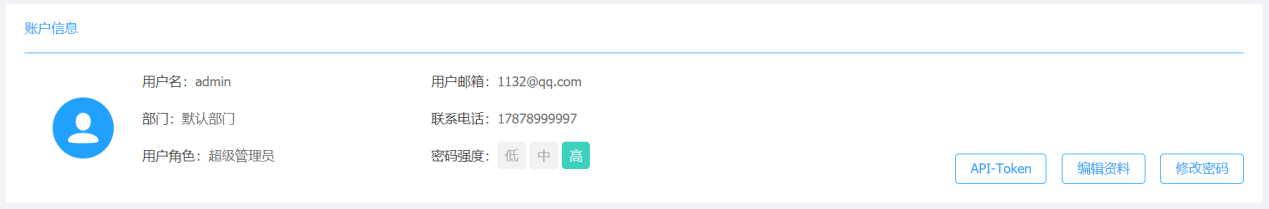 账户信息
用户名：admin 用户邮箱：1132@qq.com
部门：默认部门 联系电话：17878999997
用户角色：超级管理员 密码强度：低 中 高
API-Token 编辑资料 修改密码